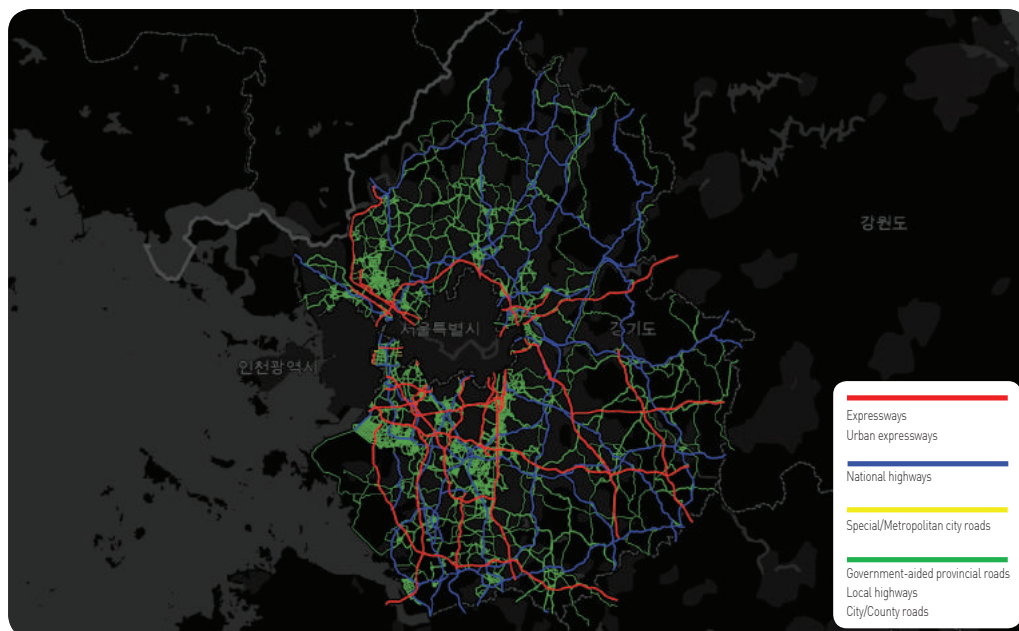 강원도
서울특별시
경기도
인천광역시
Expressways
Urban expressways
National highways
Special/Metropolitan city roads
Government-aided provincial roads
Local highways
City/County roads